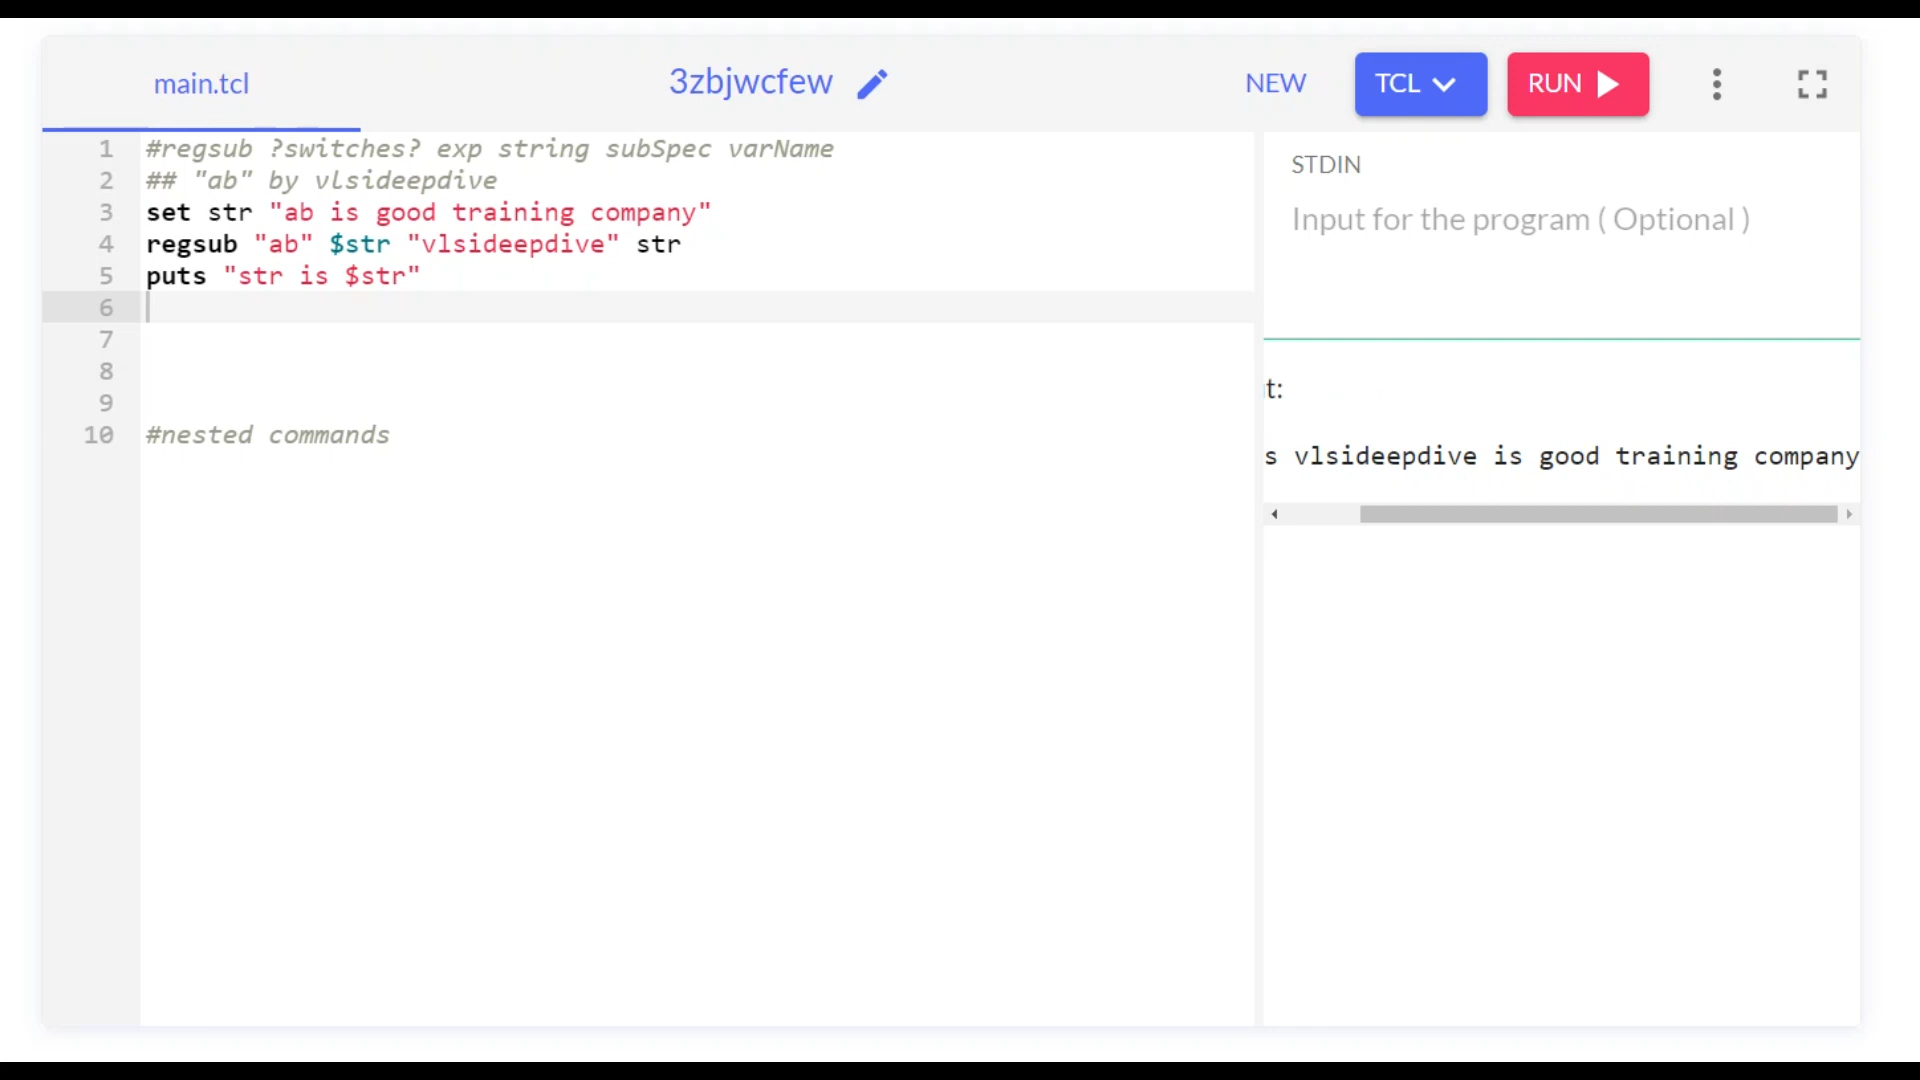 main.tcl
3zbjwcfew
NEW
TCL
RUN
1 #regsub ?switches? exp string subSpec varName
2 ## "ab" by vlsideepdive
3 set str "ab is good training company"
4 regsub "ab" $str "vlsideepdive" str
5 puts "str is $str"
6
7
8
9
10 #nested commands
STDIN
Input for the program ( Optional )
t:
s vlsideepdive is good training company